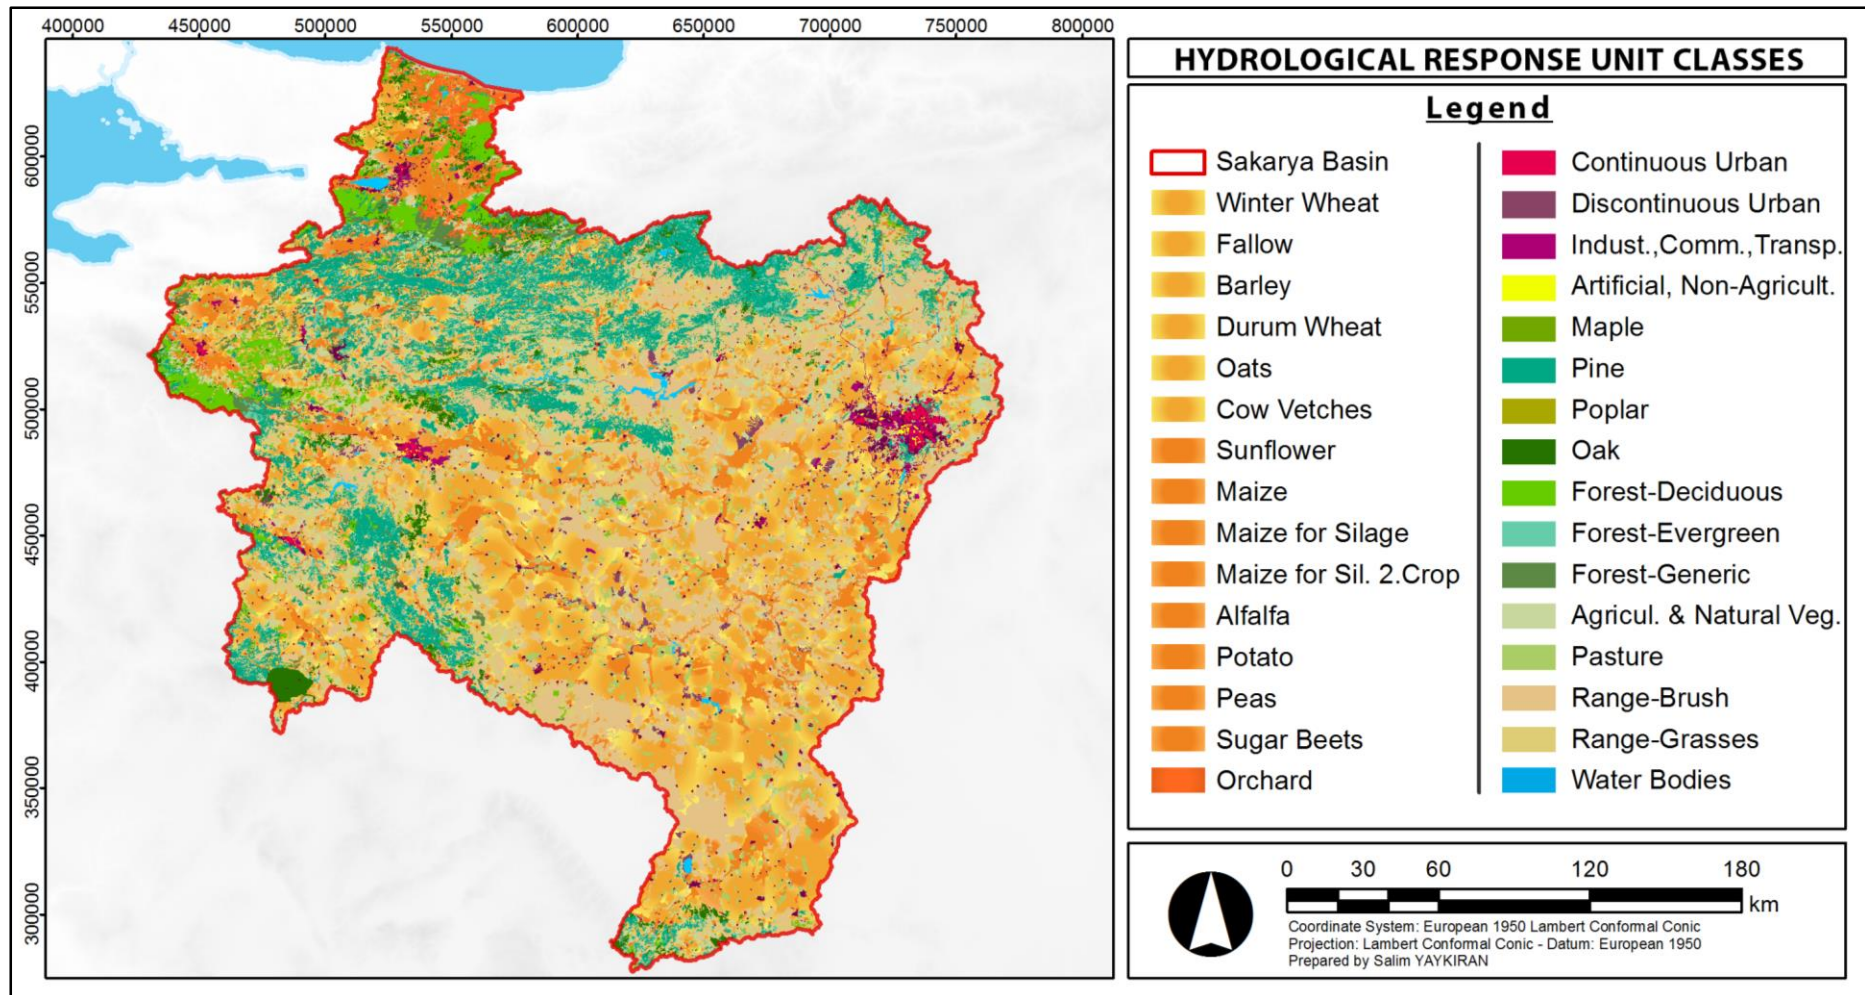 400000 450000 500000 550000 600000 650000 700000 750000 800000
600000
550000
500000
450000
400000
350000
300000
HYDROLOGICAL RESPONSE UNIT CLASSES
Legend
Sakarya Basin
Winter Wheat
Fallow
Barley
Durum Wheat
Oats
Cow Vetches
Sunflower
Maize
Maize for Silage
Maize for Sil. 2.Crop
Alfalfa
Potato
Peas
Sugar Beets
Orchard
Continuous Urban
Discontinuous Urban
Indust.,Comm.,Transp.
Artificial, Non-Agricult.
Maple
Pine
Poplar
Oak
Forest-Deciduous
Forest-Evergreen
Forest-Generic
Agricul. & Natural Veg.
Pasture
Range-Brush
Range-Grasses
Water Bodies
0 30 60 120 180
km
Coordinate System: European 1950 Lambert Conformal Conic
Projection: Lambert Conformal Conic - Datum: European 1950
Prepared by Salim YAYKIRAN